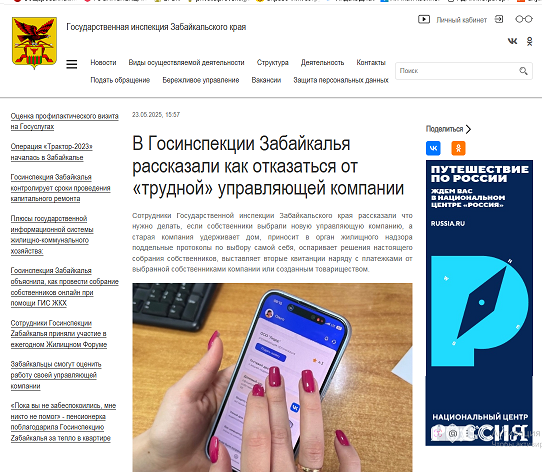 Государственная инспекция Забайкальского края
Личный кабинет
Новости Виды осуществляемой деятельности Структура Деятельность Контакты
Подать обращение Бережливое управление Вакансии Защита персональных данных
Поиск
Оценка профилактического визита
на Госуслугах
Операция «Трактор-2023»
началась в Забайкалье
Госинспекция Забайкалья
контролирует сроки проведения
капитального ремонта
Плюсы государственной
информационной системы
жилищно-коммунального
хозяйства:
Госинспекция Забайкалья
объяснила, как провести собрание
собственников онлайн при
помощи ГИС ЖКХ
Сотрудники Госинспекции
Zабайкалья приняли участие в
ежегодном Жилищном Форуме
Забайкальцы смогут оценить
работу своей управляющей
компании
«Пока вы не забеспокоились, мне
никто не помог» - пенсионерка
поблагодарила Госинспекцию
Zабайкалья за тепло в квартире
23.05.2025, 15:57
В Госинспекции Забайкалья
рассказали как отказаться от
«трудной» управляющей компании
Сотрудники Государственной инспекции Забайкальского края рассказали что
нужно делать, если собственники выбрали новую управляющую компанию, а
старая компания удерживает дом, приносит в орган жилищного надзора
поддельные протоколы по выбору самой себя, оспаривает решения настоящего
собрания собственников, выставляет вторые квитанции наряду с платежками от
выбранной собственниками компании или созданным товариществом.
Поделиться
ПУТЕШЕСТВИЕ
ПО РОССИИ
ЖДЕМ ВАС
В НАЦИОНАЛЬНОМ
ЦЕНТРЕ «РОССИЯ»
RUSSIA.RU
НАЦИОНАЛЬНЫЙ ЦЕНТР
РОССИЯ